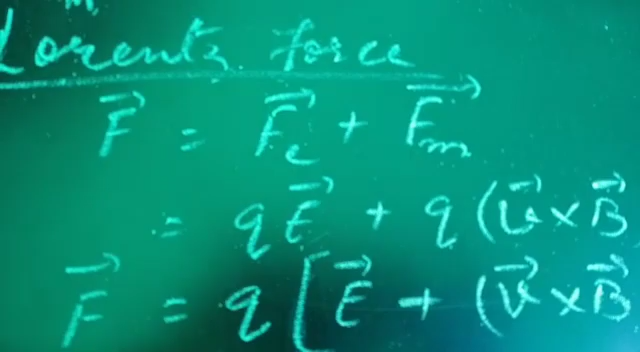 Lorentz force
F⃗ = F⃗e + F⃗m
= qE⃗ + q(v⃗×B⃗
F⃗ = q[E⃗ + (v⃗×B⃗